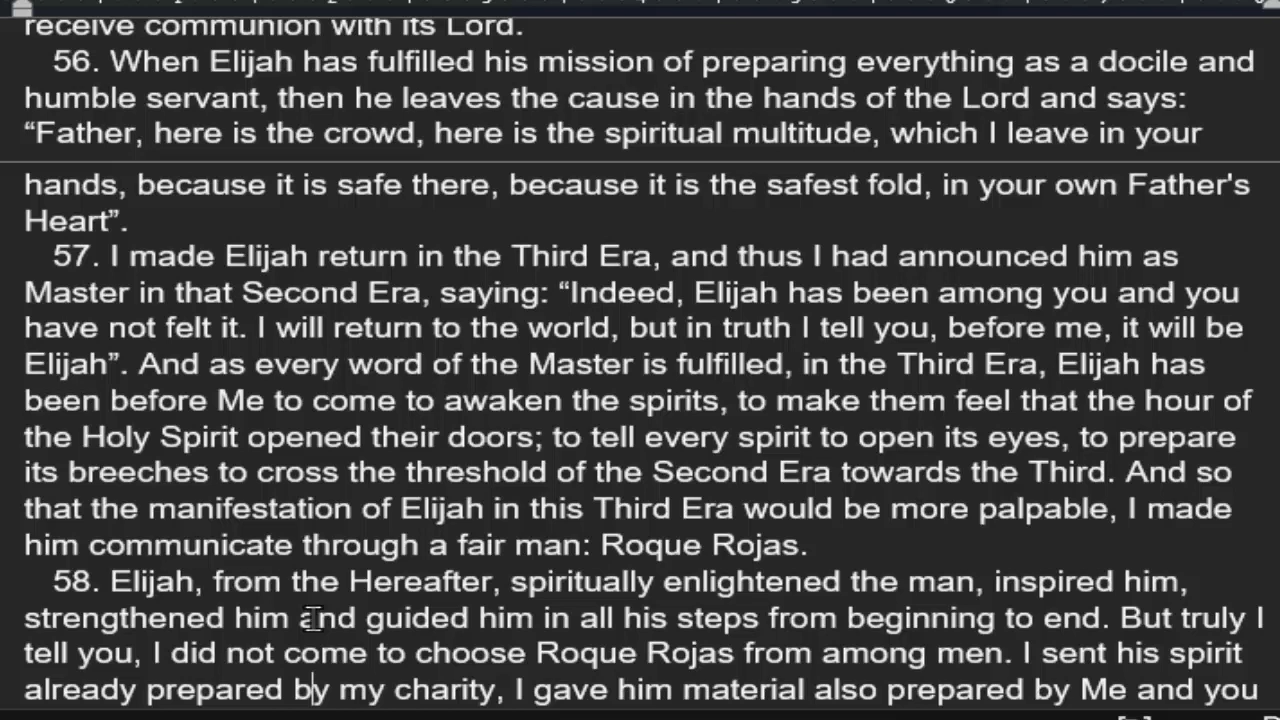 receive communion with its Lord.
56. When Elijah has fulfilled his mission of preparing everything as a docile and
humble servant, then he leaves the cause in the hands of the Lord and says:
“Father, here is the crowd, here is the spiritual multitude, which I leave in your
hands, because it is safe there, because it is the safest fold, in your own Father's
Heart”.
57. I made Elijah return in the Third Era, and thus I had announced him as
Master in that Second Era, saying: “Indeed, Elijah has been among you and you
have not felt it. I will return to the world, but in truth I tell you, before me, it will be
Elijah”. And as every word of the Master is fulfilled, in the Third Era, Elijah has
been before Me to come to awaken the spirits, to make them feel that the hour of
the Holy Spirit opened their doors; to tell every spirit to open its eyes, to prepare
its breeches to cross the threshold of the Second Era towards the Third. And so
that the manifestation of Elijah in this Third Era would be more palpable, I made
him communicate through a fair man: Roque Rojas.
58. Elijah, from the Hereafter, spiritually enlightened the man, inspired him,
strengthened him and guided him in all his steps from beginning to end. But truly I
tell you, I did not come to choose Roque Rojas from among men. I sent his spirit
already prepared by my charity, I gave him material also prepared by Me and you